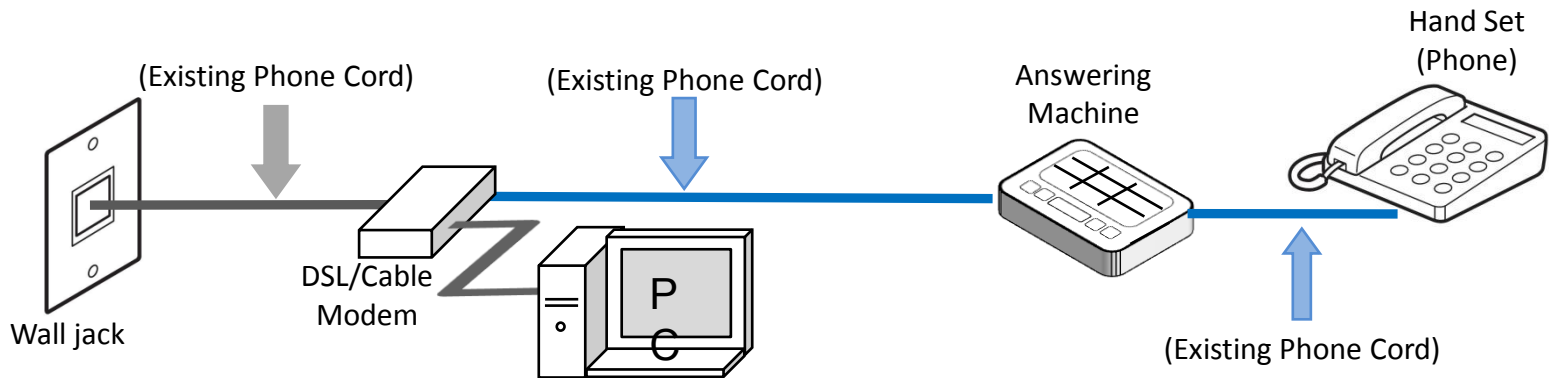 Hand Set
(Phone)
(Existing Phone Cord)
(Existing Phone Cord)
Answering
Machine
DSL/Cable
Modem
P
C
Wall jack
(Existing Phone Cord)